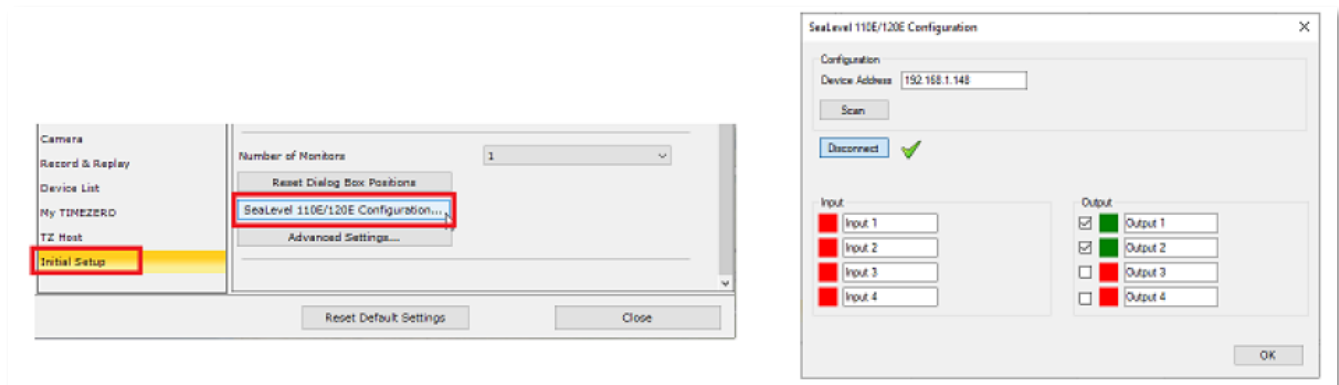 Camera
Record & Replay
Device List
My TIMEZERO
TZ Host
Initial Setup
Number of Monitors 1
Reset Dialog Box Positions
SeaLevel 110E/120E Configuration...
Advanced Settings...
Reset Default Settings Close
SeaLevel 110E/120E Configuration
Configuration
Device Address 192.168.1.148
Scan
Disconnect
Input
Input 1
Input 2
Input 3
Input 4
Output
Output 1
Output 2
Output 3
Output 4
OK